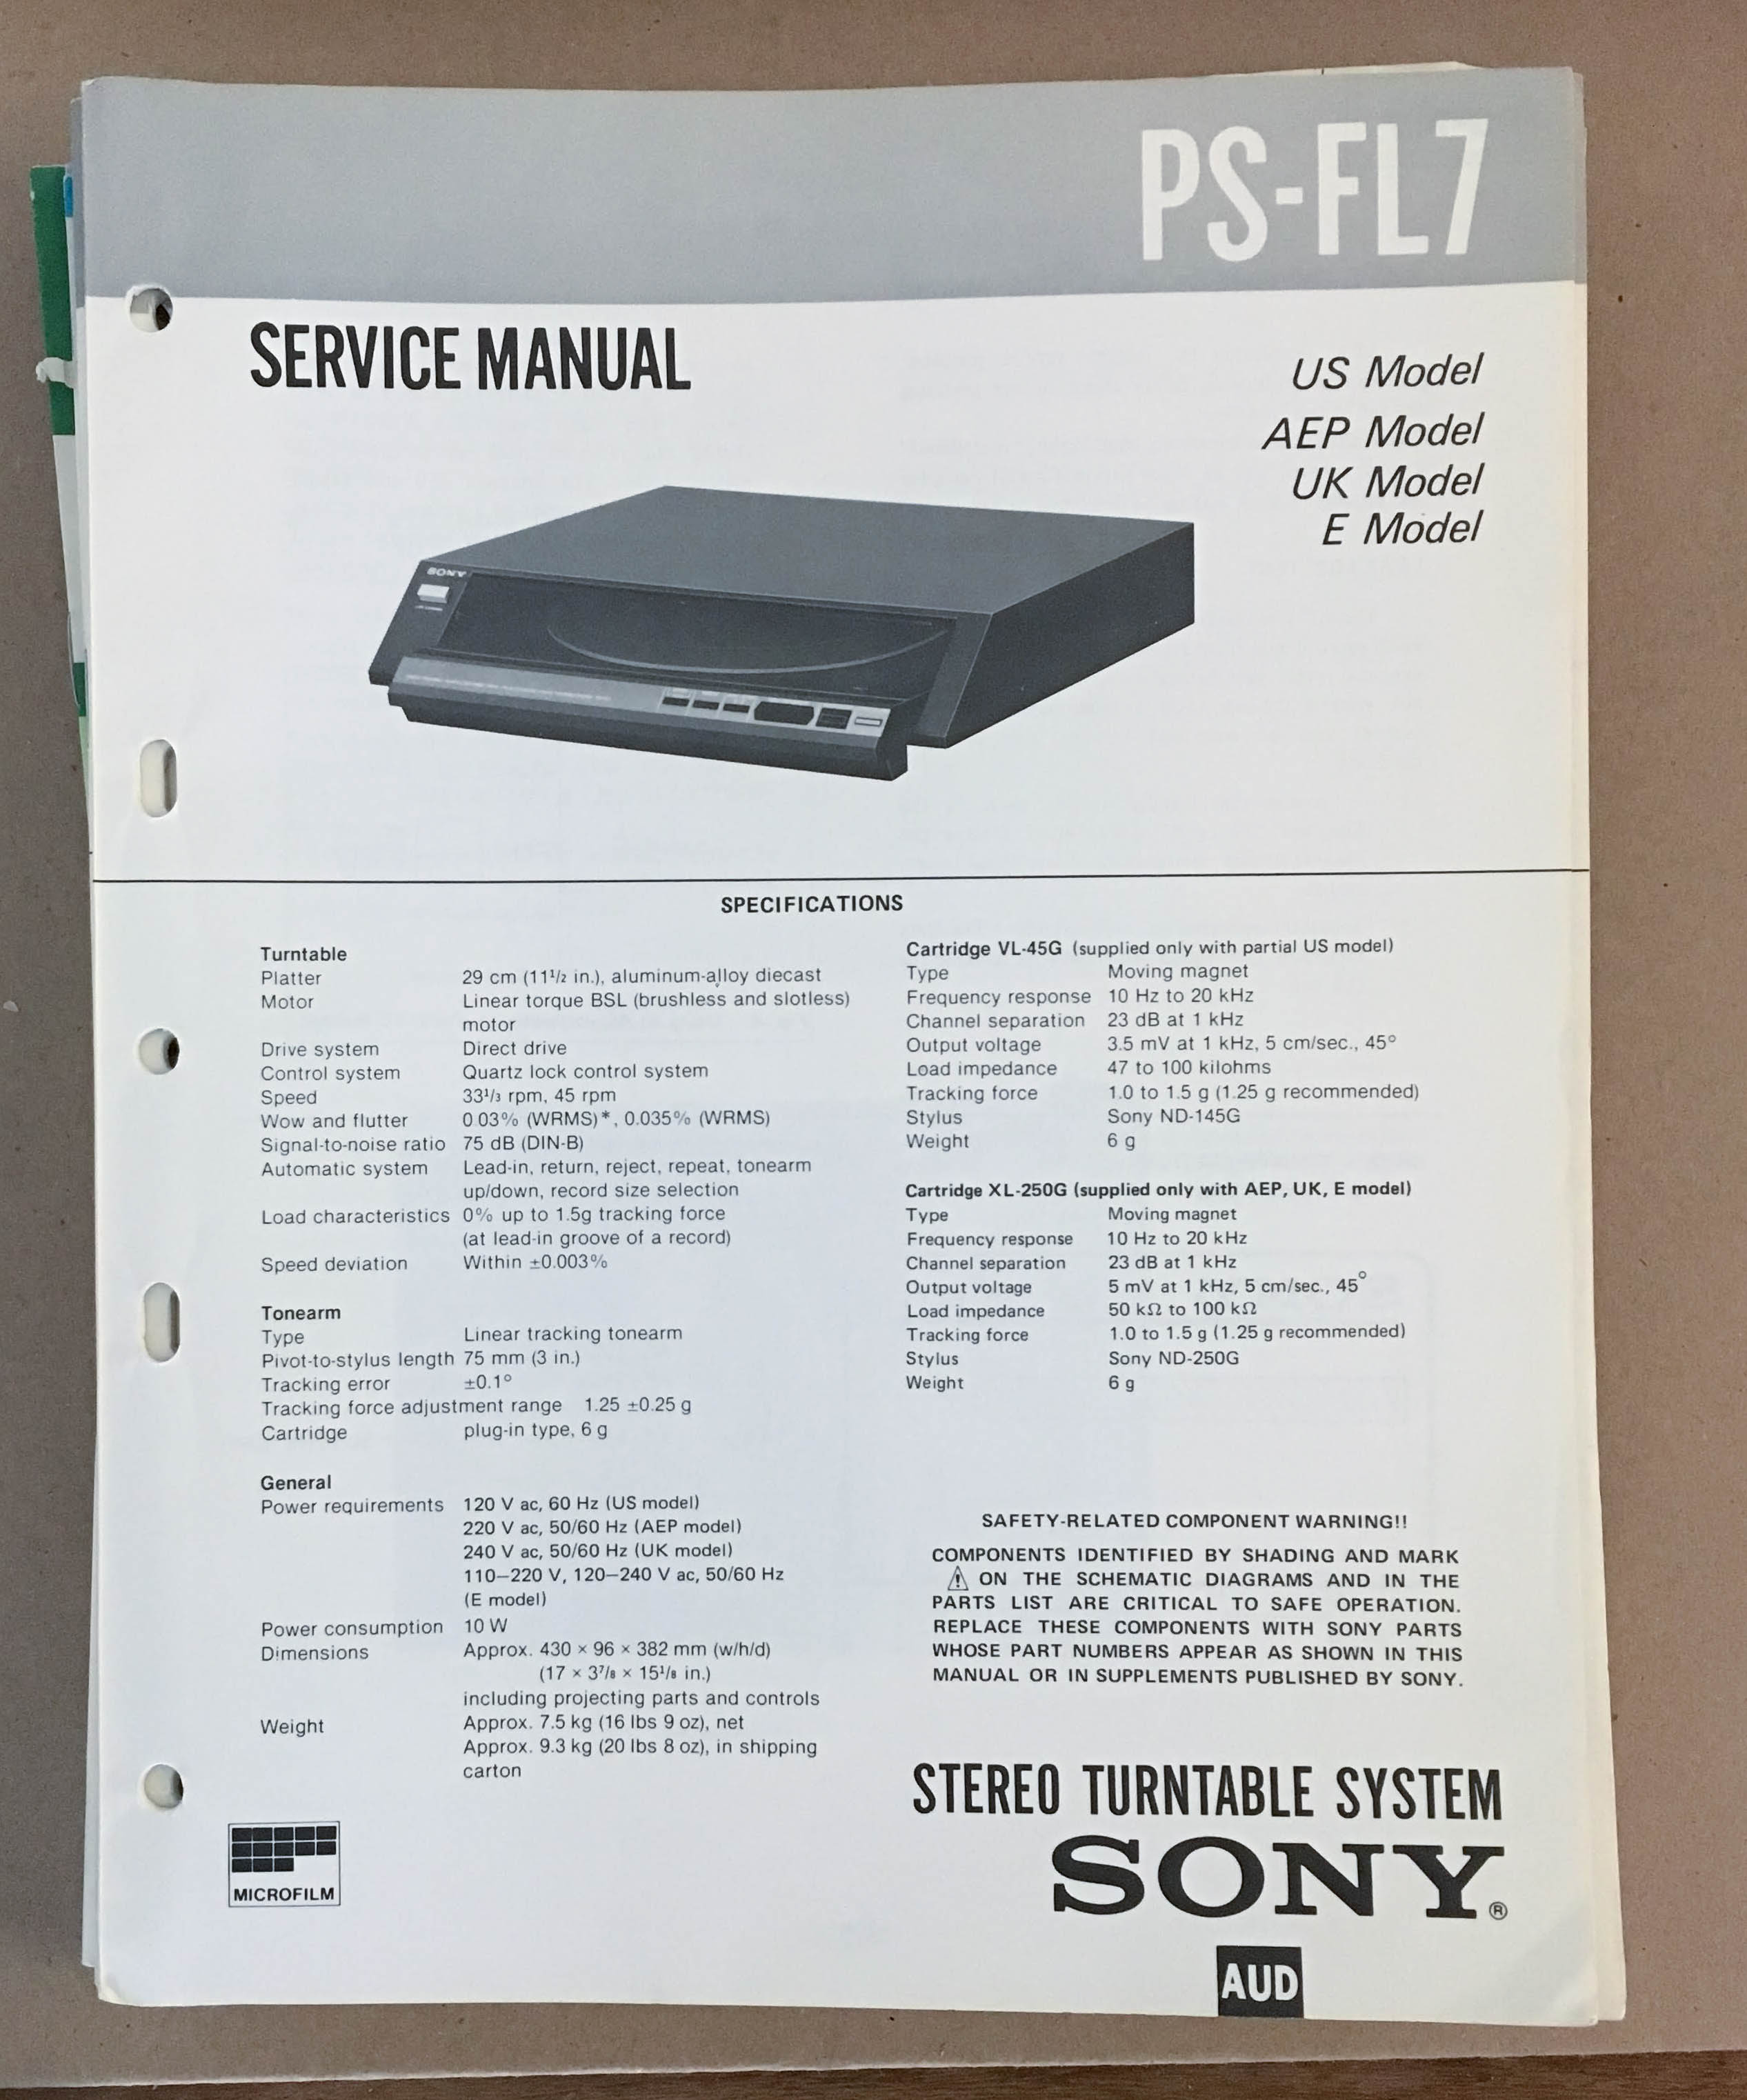 PS-FL7
SERVICE MANUAL
US Model
AEP Model
UK Model
E Model
SONY
SPECIFICATIONS
Turntable
Platter 29 cm (11 1/2 in.), aluminum-alloy diecast
Motor Linear torque BSL (brushless and slotless)
motor
Drive system Direct drive
Control system Quartz lock control system
Speed 33 1/3 rpm, 45 rpm
Wow and flutter 0.03% (WRMS)*, 0.035% (WRMS)
Signal-to-noise ratio 75 dB (DIN-B)
Automatic system Lead-in, return, reject, repeat, tonearm
up/down, record size selection
Load characteristics 0% up to 1.5g tracking force
(at lead-in groove of a record)
Speed deviation Within ±0.003%
Tonearm
Type Linear tracking tonearm
Pivot-to-stylus length 75 mm (3 in.)
Tracking error ±0.1°
Tracking force adjustment range 1.25 ±0.25 g
Cartridge plug-in type, 6 g
General
Power requirements 120 V ac, 60 Hz (US model)
220 V ac, 50/60 Hz (AEP model)
240 V ac, 50/60 Hz (UK model)
110–220 V, 120–240 V ac, 50/60 Hz
(E model)
Power consumption 10 W
Dimensions Approx. 430 × 96 × 382 mm (w/h/d)
(17 × 3 7/8 × 15 1/8 in.)
including projecting parts and controls
Weight Approx. 7.5 kg (16 lbs 9 oz), net
Approx. 9.3 kg (20 lbs 8 oz), in shipping
carton
Cartridge VL-45G (supplied only with partial US model)
Type Moving magnet
Frequency response 10 Hz to 20 kHz
Channel separation 23 dB at 1 kHz
Output voltage 3.5 mV at 1 kHz, 5 cm/sec., 45°
Load impedance 47 to 100 kilohms
Tracking force 1.0 to 1.5 g (1.25 g recommended)
Stylus Sony ND-145G
Weight 6 g
Cartridge XL-250G (supplied only with AEP, UK, E model)
Type Moving magnet
Frequency response 10 Hz to 20 kHz
Channel separation 23 dB at 1 kHz
Output voltage 5 mV at 1 kHz, 5 cm/sec., 45°
Load impedance 50 kΩ to 100 kΩ
Tracking force 1.0 to 1.5 g (1.25 g recommended)
Stylus Sony ND-250G
Weight 6 g
SAFETY-RELATED COMPONENT WARNING!!
COMPONENTS IDENTIFIED BY SHADING AND MARK
⚠ ON THE SCHEMATIC DIAGRAMS AND IN THE
PARTS LIST ARE CRITICAL TO SAFE OPERATION.
REPLACE THESE COMPONENTS WITH SONY PARTS
WHOSE PART NUMBERS APPEAR AS SHOWN IN THIS
MANUAL OR IN SUPPLEMENTS PUBLISHED BY SONY.
MICROFILM
STEREO TURNTABLE SYSTEM
SONY®
AUD